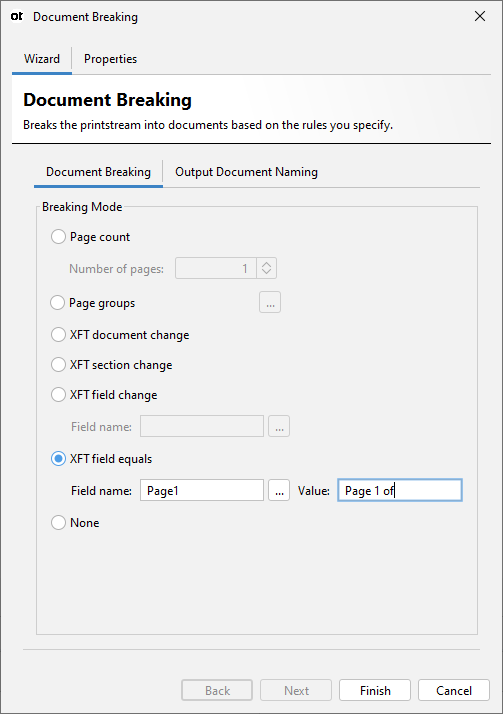 ot Document Breaking
Wizard Properties
Document Breaking
Breaks the printstream into documents based on the rules you specify.
Document Breaking Output Document Naming
Breaking Mode
Page count
Number of pages: 1
Page groups ...
XFT document change
XFT section change
XFT field change
Field name: ...
XFT field equals
Field name: Page1 ... Value: Page 1 of
None
Back Next Finish Cancel